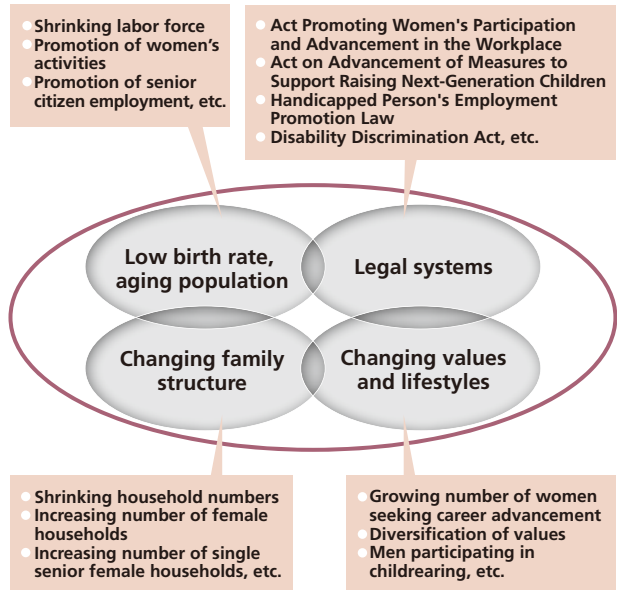 Shrinking labor force
Promotion of women's
activities
Promotion of senior
citizen employment, etc.
Act Promoting Women's Participation
and Advancement in the Workplace
Act on Advancement of Measures to
Support Raising Next-Generation Children
Handicapped Person's Employment
Promotion Law
Disability Discrimination Act, etc.
Low birth rate,
aging population
Legal systems
Changing family
structure
Changing values
and lifestyles
Shrinking household numbers
Increasing number of female
households
Increasing number of single
senior female households, etc.
Growing number of women
seeking career advancement
Diversification of values
Men participating in
childrearing, etc.